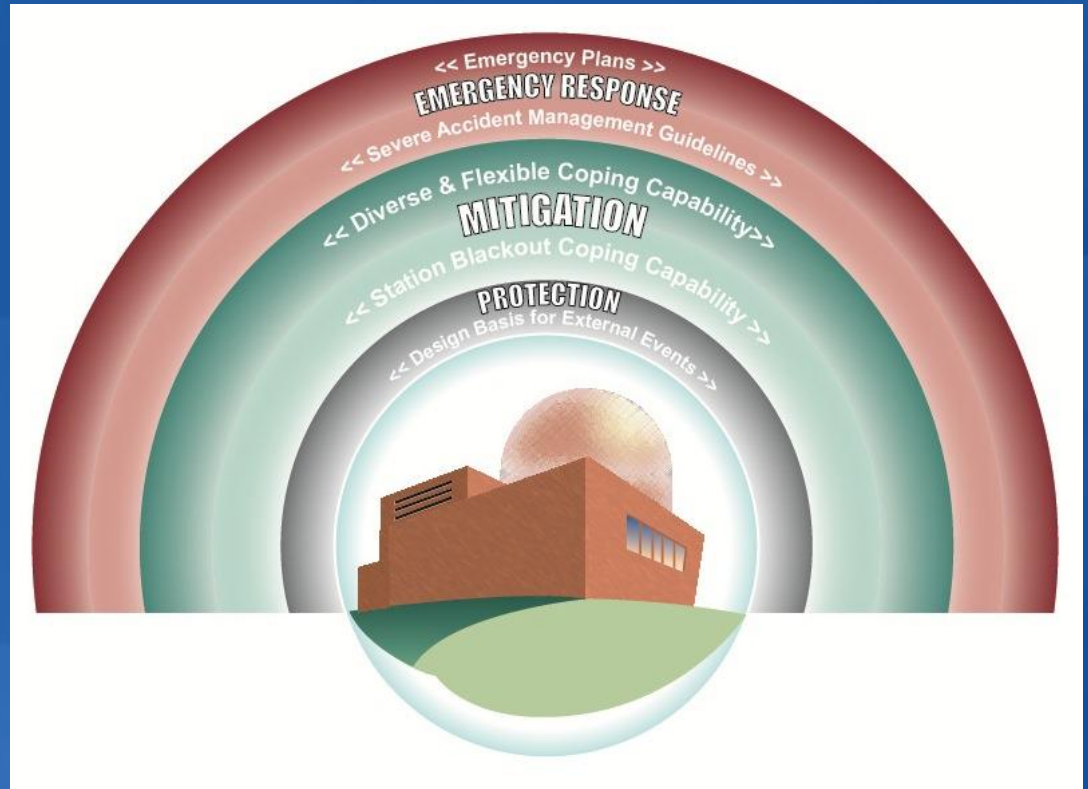 << Emergency Plans >>
EMERGENCY RESPONSE
<< Severe Accident Management Guidelines >>
<< Diverse & Flexible Coping Capability>>
MITIGATION
<< Station Blackout Coping Capability >>
PROTECTION
<< Design Basis for External Events >>